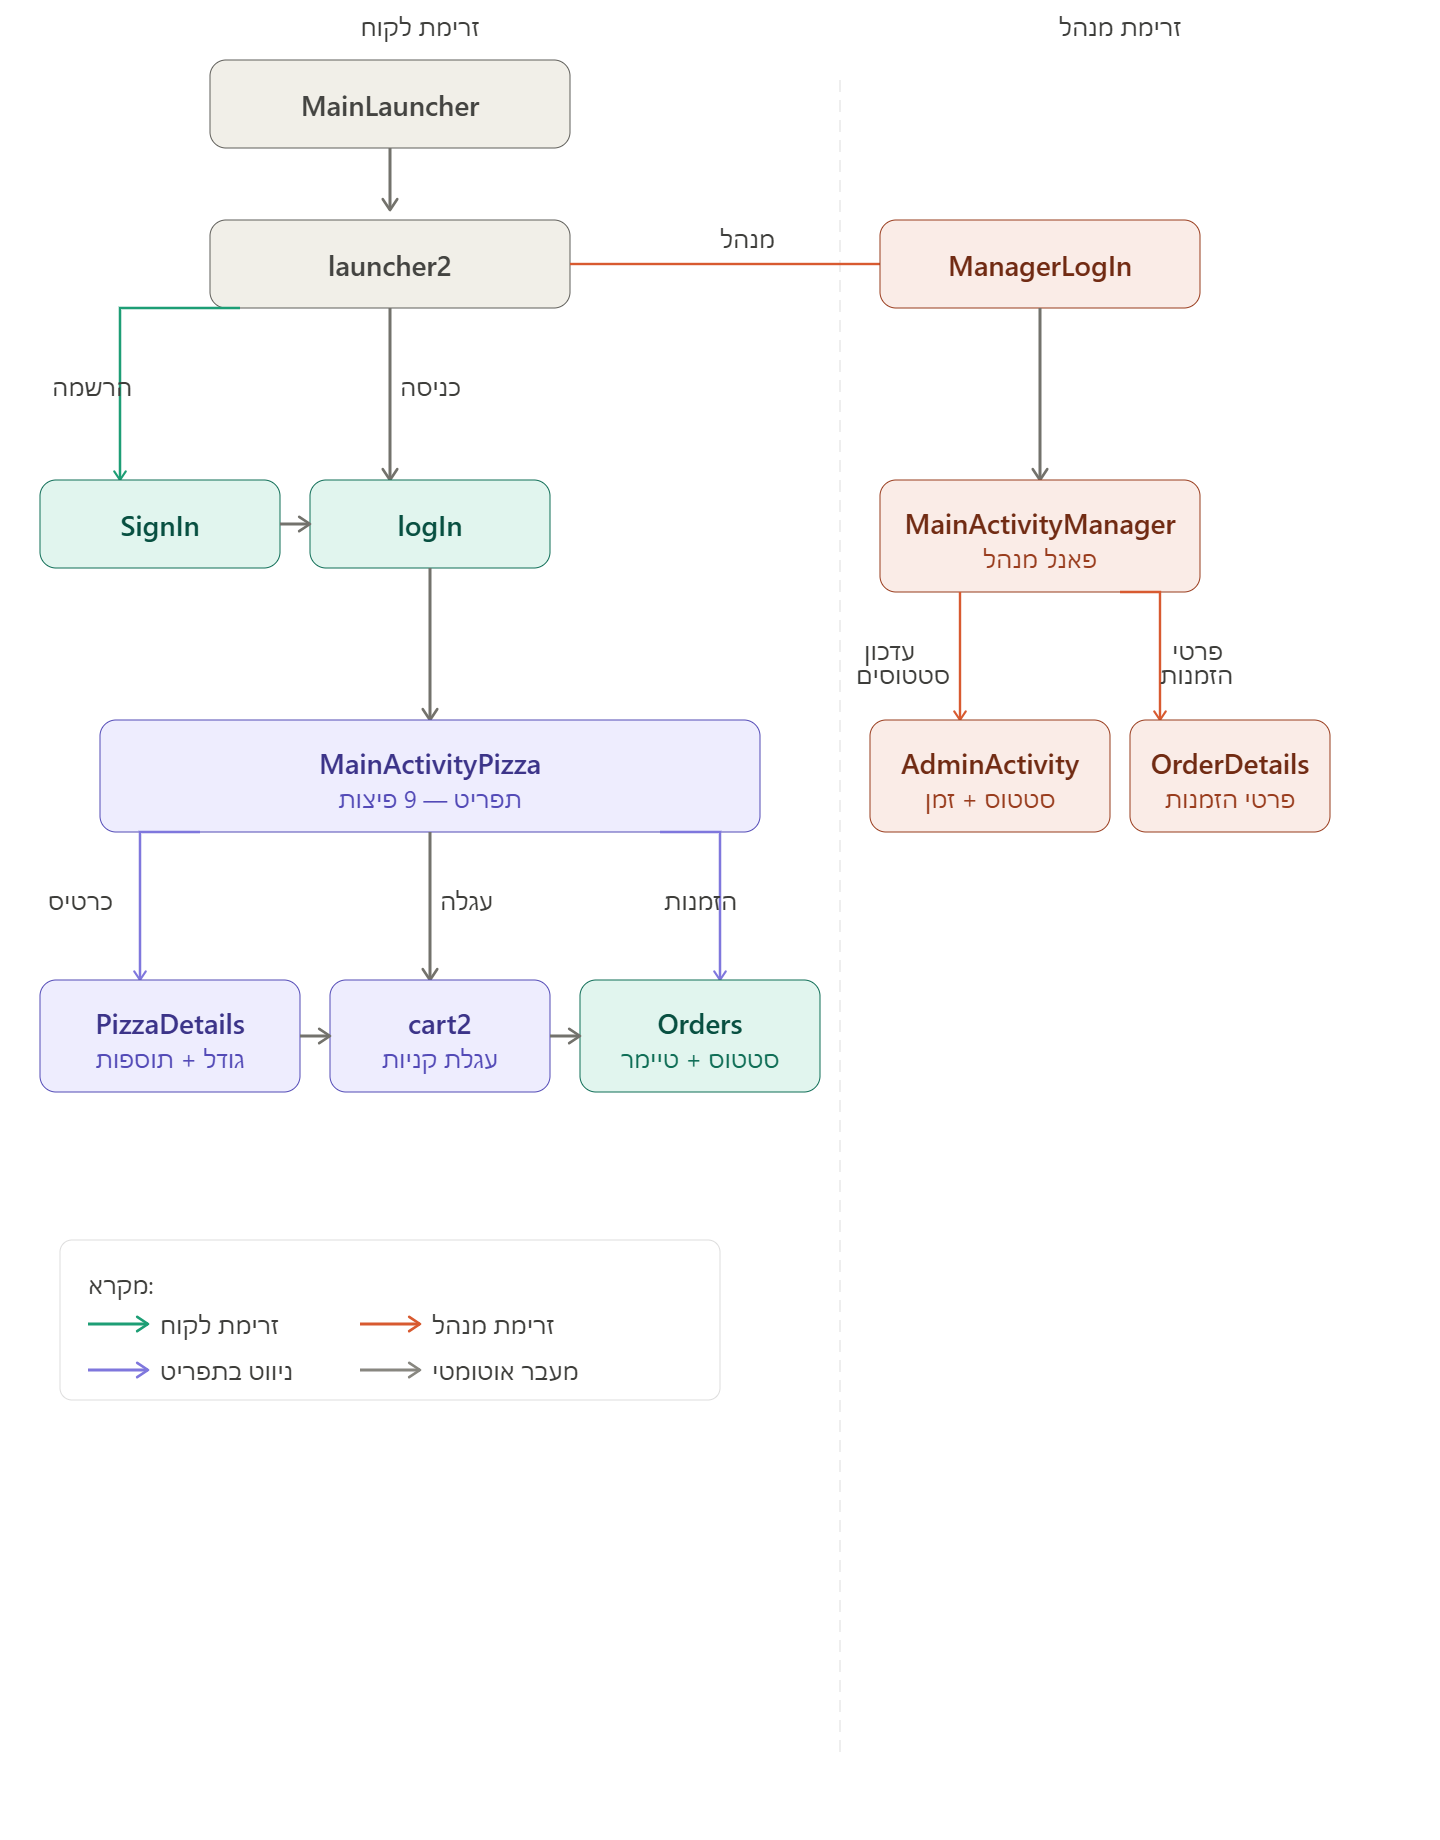 זרימת לקוח
זרימת מנהל
MainLauncher
launcher2
מנהל
ManagerLogIn
הרשמה
כניסה
SignIn
logIn
MainActivityManager
פאנל מנהל
עדכון
סטטוסים
פרטי
הזמנות
MainActivityPizza
תפריט — 9 פיצות
AdminActivity
סטטוס + זמן
OrderDetails
פרטי הזמנות
כרטיס
עגלה
הזמנות
PizzaDetails
גודל + תוספות
cart2
עגלת קניות
Orders
סטטוס + טיימר
מקרא:
זרימת לקוח
זרימת מנהל
ניווט בתפריט
מעבר אוטומטי